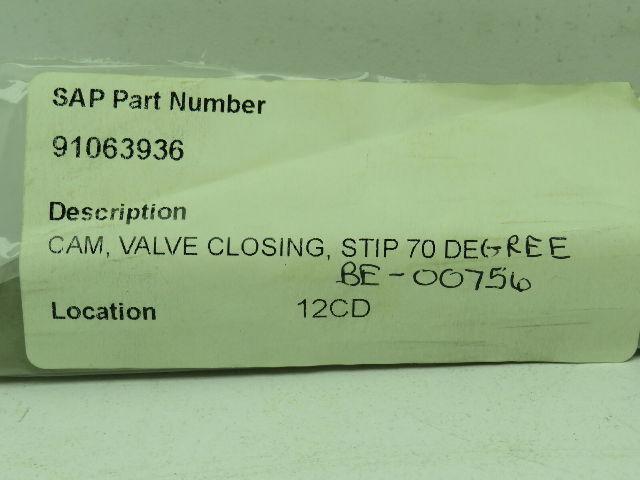 SAP Part Number
91063936
Description
CAM, VALVE CLOSING, STIP 70 DEGREE
BE-00756
Location 12CD